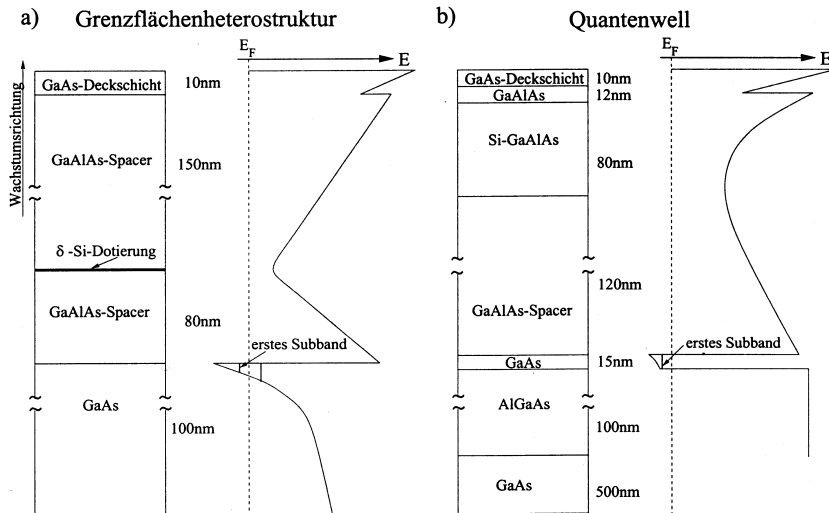 a) Grenzflächenheterostruktur
E_F
E
Wachstumsrichtung
GaAs-Deckschicht
10nm
GaAlAs-Spacer
150nm
δ -Si-Dotierung
GaAlAs-Spacer
80nm
erstes Subband
GaAs
100nm
b) Quantenwell
E_F
E
GaAs-Deckschicht
10nm
GaAlAs
12nm
Si-GaAlAs
80nm
120nm
GaAlAs-Spacer
erstes Subband
GaAs
15nm
AlGaAs
100nm
GaAs
500nm